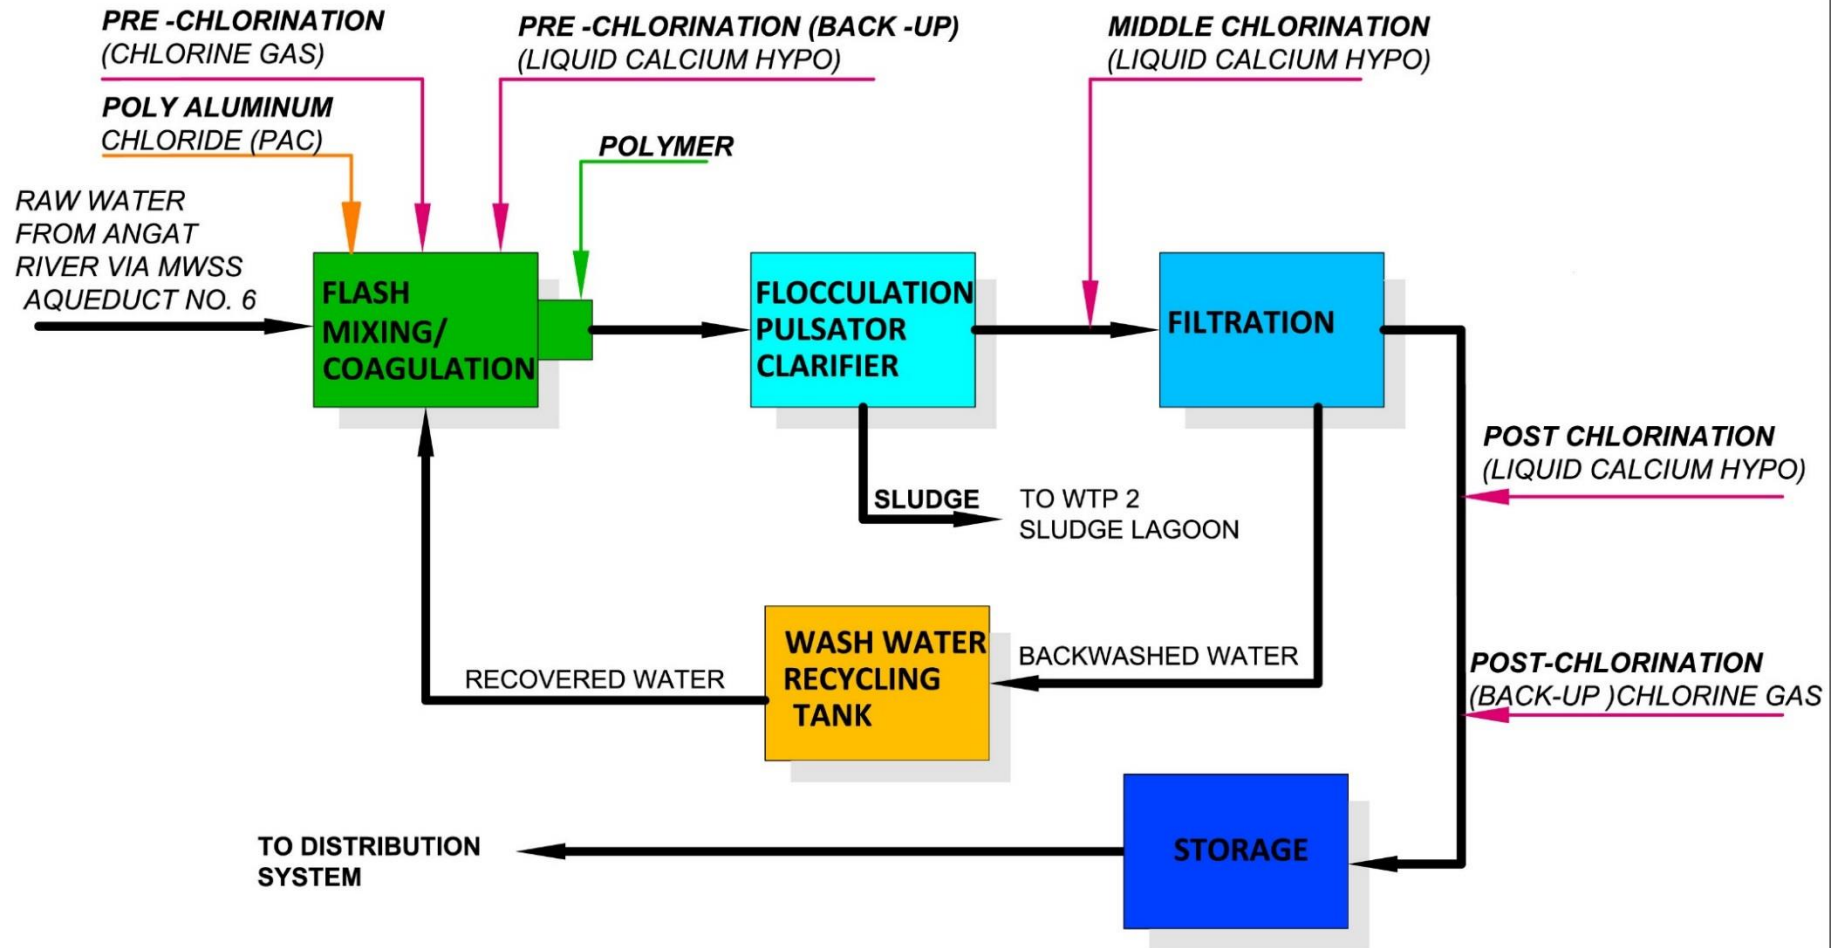 PRE -CHLORINATION
(CHLORINE GAS)
PRE -CHLORINATION (BACK -UP)
(LIQUID CALCIUM HYPO)
MIDDLE CHLORINATION
(LIQUID CALCIUM HYPO)
POLY ALUMINUM
CHLORIDE (PAC)
POLYMER
RAW WATER
FROM ANGAT
RIVER VIA MWSS
AQUEDUCT NO. 6
FLASH
MIXING/
COAGULATION
FLOCCULATION
PULSATOR
CLARIFIER
FILTRATION
POST CHLORINATION
(LIQUID CALCIUM HYPO)
SLUDGE
TO WTP 2
SLUDGE LAGOON
WASH WATER
RECYCLING
TANK
BACKWASHED WATER
RECOVERED WATER
POST-CHLORINATION
(BACK-UP )CHLORINE GAS
STORAGE
TO DISTRIBUTION
SYSTEM